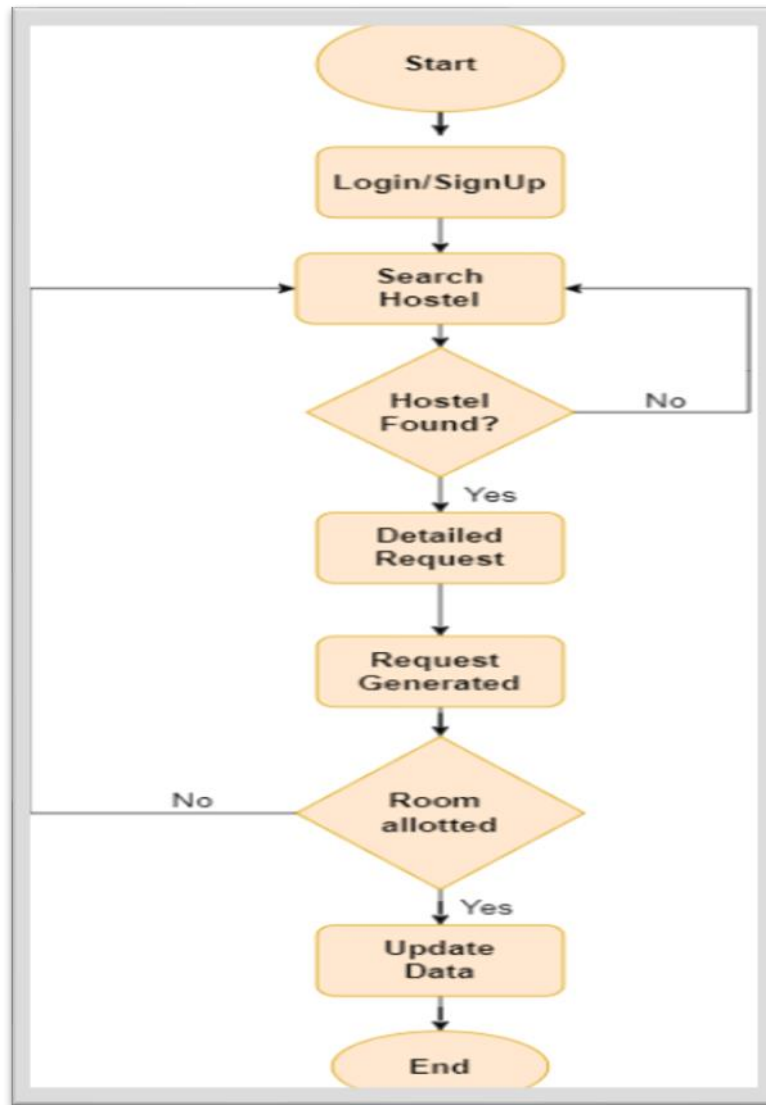 Start
Login/SignUp
Search
Hostel
Hostel
Found?
No
Yes
Detailed
Request
Request
Generated
Room
allotted
No
Yes
Update
Data
End